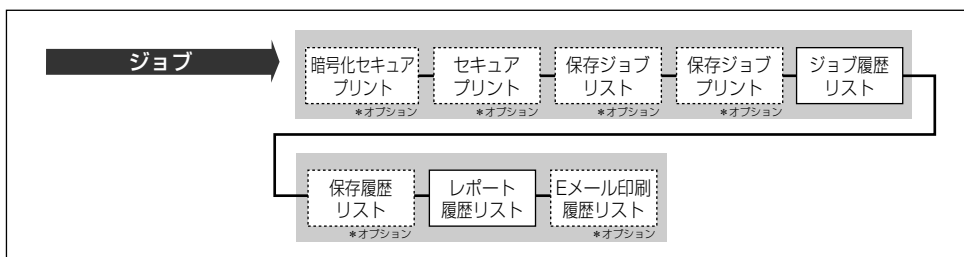 ジョブ
暗号化セキュア
プリント
*オプション
セキュア
プリント
*オプション
保存ジョブ
リスト
*オプション
保存ジョブ
プリント
*オプション
ジョブ履歴
リスト
保存履歴
リスト
*オプション
レポート
履歴リスト
Eメール印刷
履歴リスト
*オプション